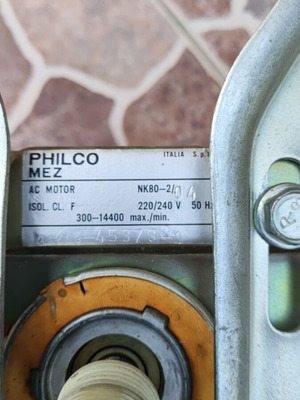 PHILCO ITALIA S.p.
MEZ
AC MOTOR NK80-2/
ISOL. CL. F 220/240 V 50 H
300-14400 max./min.